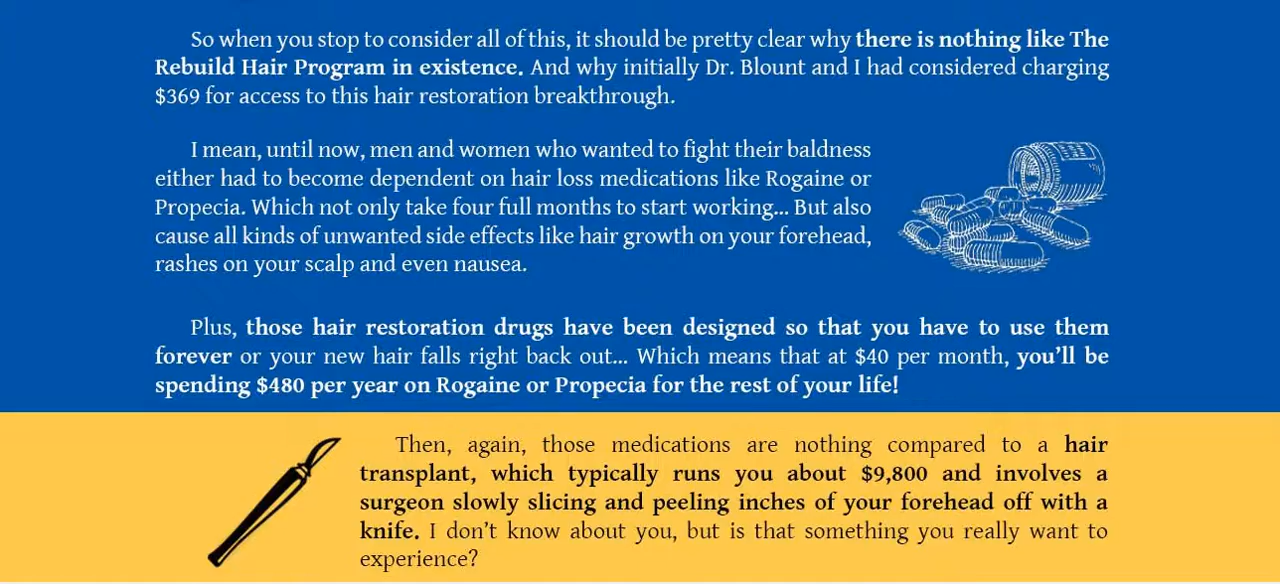 So when you stop to consider all of this, it should be pretty clear why there is nothing like The
Rebuild Hair Program in existence. And why initially Dr. Blount and I had considered charging
$369 for access to this hair restoration breakthrough.
I mean, until now, men and women who wanted to fight their baldness
either had to become dependent on hair loss medications like Rogaine or
Propecia. Which not only take four full months to start working... But also
cause all kinds of unwanted side effects like hair growth on your forehead,
rashes on your scalp and even nausea.
Plus, those hair restoration drugs have been designed so that you have to use them
forever or your new hair falls right back out... Which means that at $40 per month, you'll be
spending $480 per year on Rogaine or Propecia for the rest of your life!
Then, again, those medications are nothing compared to a hair
transplant, which typically runs you about $9,800 and involves a
surgeon slowly slicing and peeling inches of your forehead off with a
knife. I don't know about you, but is that something you really want to
experience?